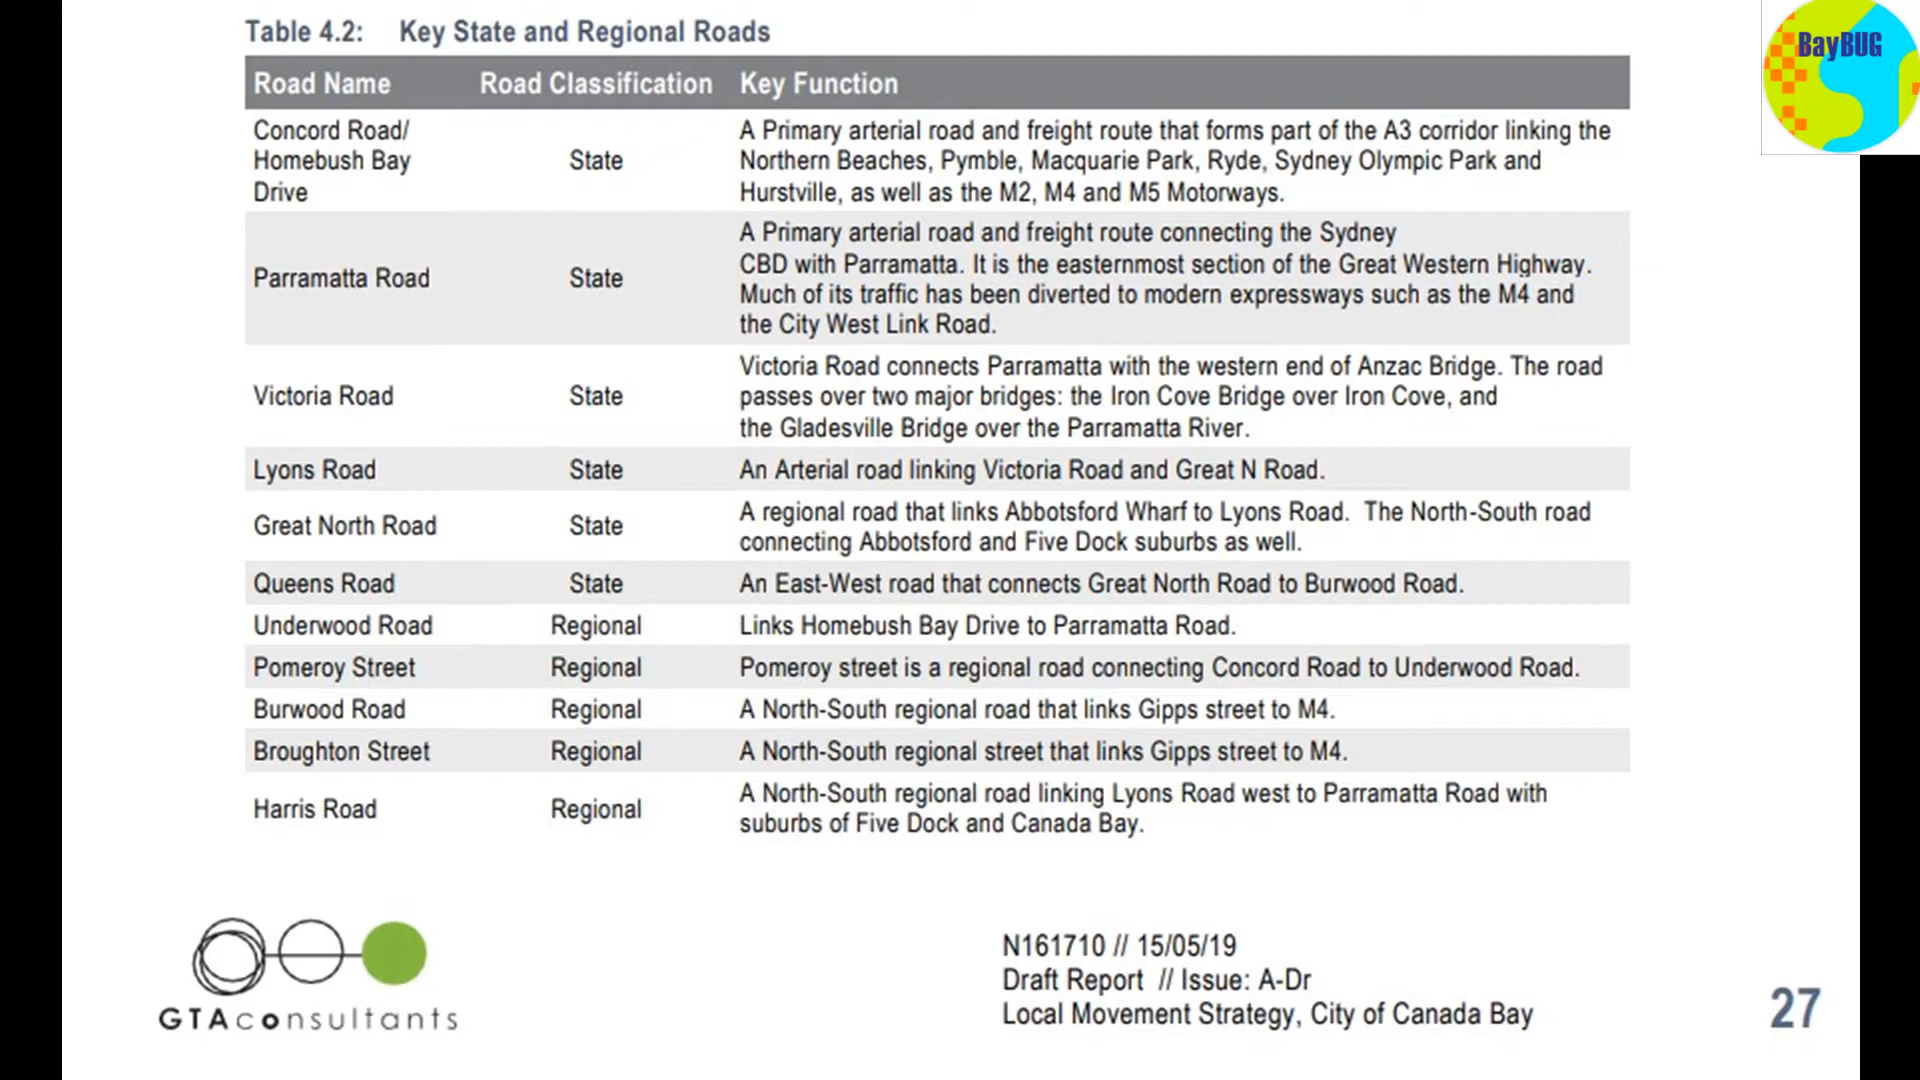 Table 4.2: Key State and Regional Roads
BayBUG
Road Name Road Classification Key Function
Concord Road/
Homebush Bay
Drive
State
A Primary arterial road and freight route that forms part of the A3 corridor linking the
Northern Beaches, Pymble, Macquarie Park, Ryde, Sydney Olympic Park and
Hurstville, as well as the M2, M4 and M5 Motorways.
Parramatta Road
State
A Primary arterial road and freight route connecting the Sydney
CBD with Parramatta. It is the easternmost section of the Great Western Highway.
Much of its traffic has been diverted to modern expressways such as the M4 and
the City West Link Road.
Victoria Road
State
Victoria Road connects Parramatta with the western end of Anzac Bridge. The road
passes over two major bridges: the Iron Cove Bridge over Iron Cove, and
the Gladesville Bridge over the Parramatta River.
Lyons Road State An Arterial road linking Victoria Road and Great N Road.
Great North Road
State
A regional road that links Abbotsford Wharf to Lyons Road. The North-South road
connecting Abbotsford and Five Dock suburbs as well.
Queens Road State An East-West road that connects Great North Road to Burwood Road.
Underwood Road Regional Links Homebush Bay Drive to Parramatta Road.
Pomeroy Street Regional Pomeroy street is a regional road connecting Concord Road to Underwood Road.
Burwood Road Regional A North-South regional road that links Gipps street to M4.
Broughton Street Regional A North-South regional street that links Gipps street to M4.
Harris Road
Regional
A North-South regional road linking Lyons Road west to Parramatta Road with
suburbs of Five Dock and Canada Bay.
GTAconsultants
N161710 // 15/05/19
Draft Report // Issue: A-Dr
Local Movement Strategy, City of Canada Bay
27